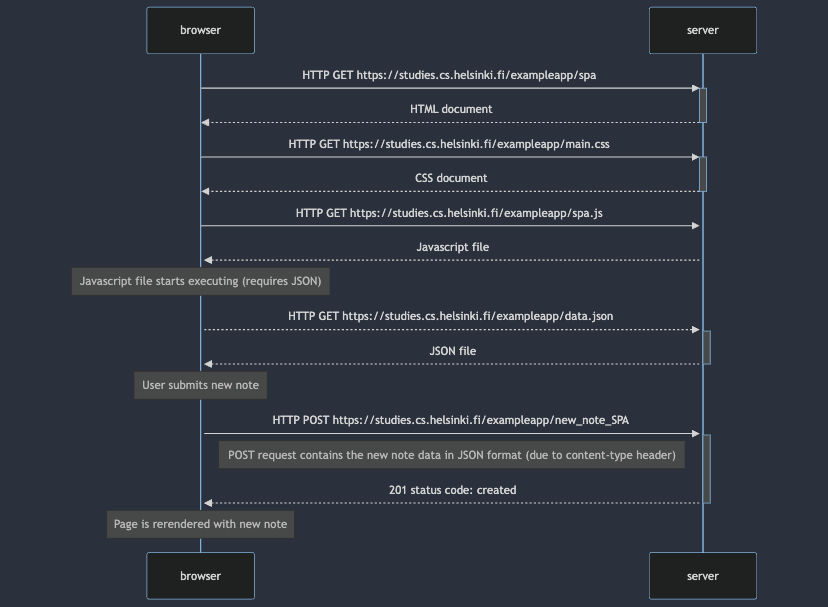 browser
server
HTTP GET https://studies.cs.helsinki.fi/exampleapp/spa
HTML document
HTTP GET https://studies.cs.helsinki.fi/exampleapp/main.css
CSS document
HTTP GET https://studies.cs.helsinki.fi/exampleapp/spa.js
Javascript file
Javascript file starts executing (requires JSON)
HTTP GET https://studies.cs.helsinki.fi/exampleapp/data.json
JSON file
User submits new note
HTTP POST https://studies.cs.helsinki.fi/exampleapp/new_note_SPA
POST request contains the new note data in JSON format (due to content-type header)
201 status code: created
Page is rerendered with new note
browser
server